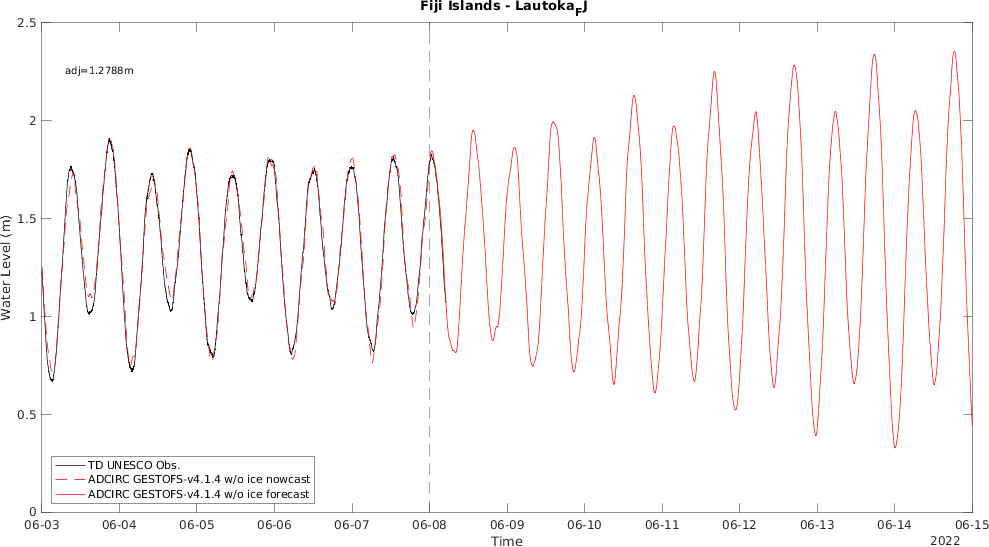 Fiji Islands - Lautoka_FJ
adj=1.2788m
2.5
2
1.5
1
0.5
0
Water Level (m)
TD UNESCO Obs.
ADCIRC GESTOFS-v4.1.4 w/o ice nowcast
ADCIRC GESTOFS-v4.1.4 w/o ice forecast
06-03 06-04 06-05 06-06 06-07 06-08 06-09 06-10 06-11 06-12 06-13 06-14 06-15
Time
2022